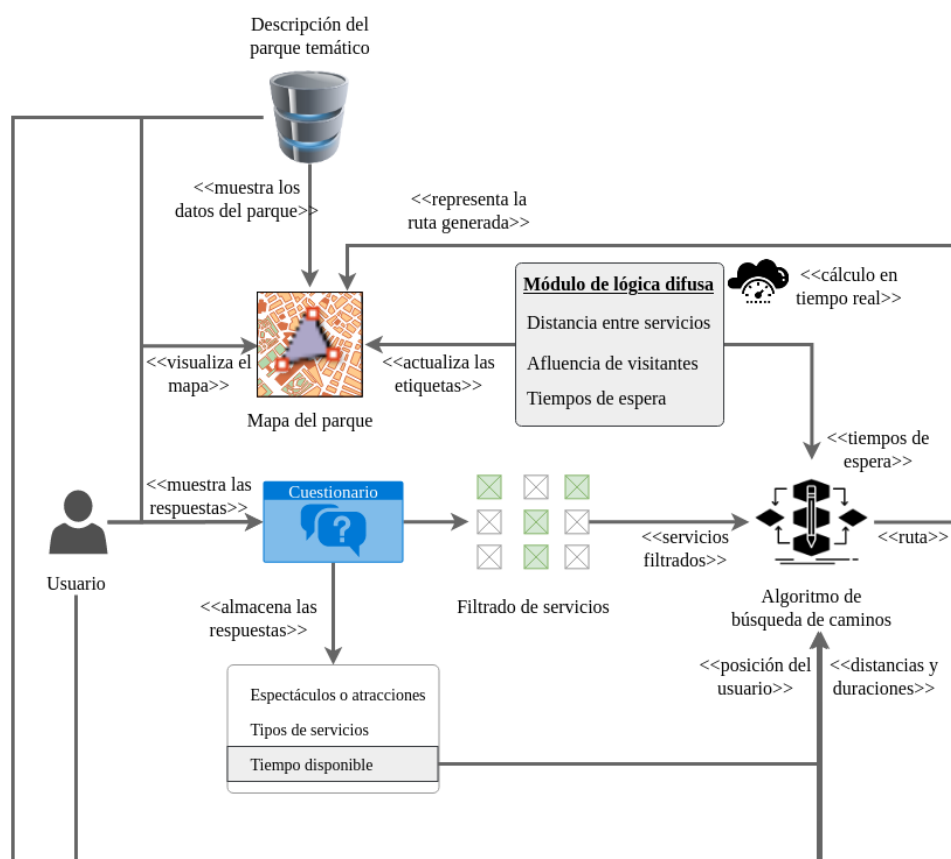 Descripción del
parque temático
<<muestra los
datos del parque>>
<<representa la
ruta generada>>
Módulo de lógica difusa
Distancia entre servicios
Afluencia de visitantes
Tiempos de espera
<<cálculo en
tiempo real>>
<<visualiza el
mapa>>
<<actualiza las
etiquetas>>
Mapa del parque
<<tiempos de
espera>>
<<muestra las
respuestas>>
Cuestionario
<<servicios
filtrados>>
<<ruta>>
Usuario
Filtrado de servicios
Algoritmo de
búsqueda de caminos
<<almacena las
respuestas>>
<<posición del
usuario>>
<<distancias y
duraciones>>
Espectáculos o atracciones
Tipos de servicios
Tiempo disponible